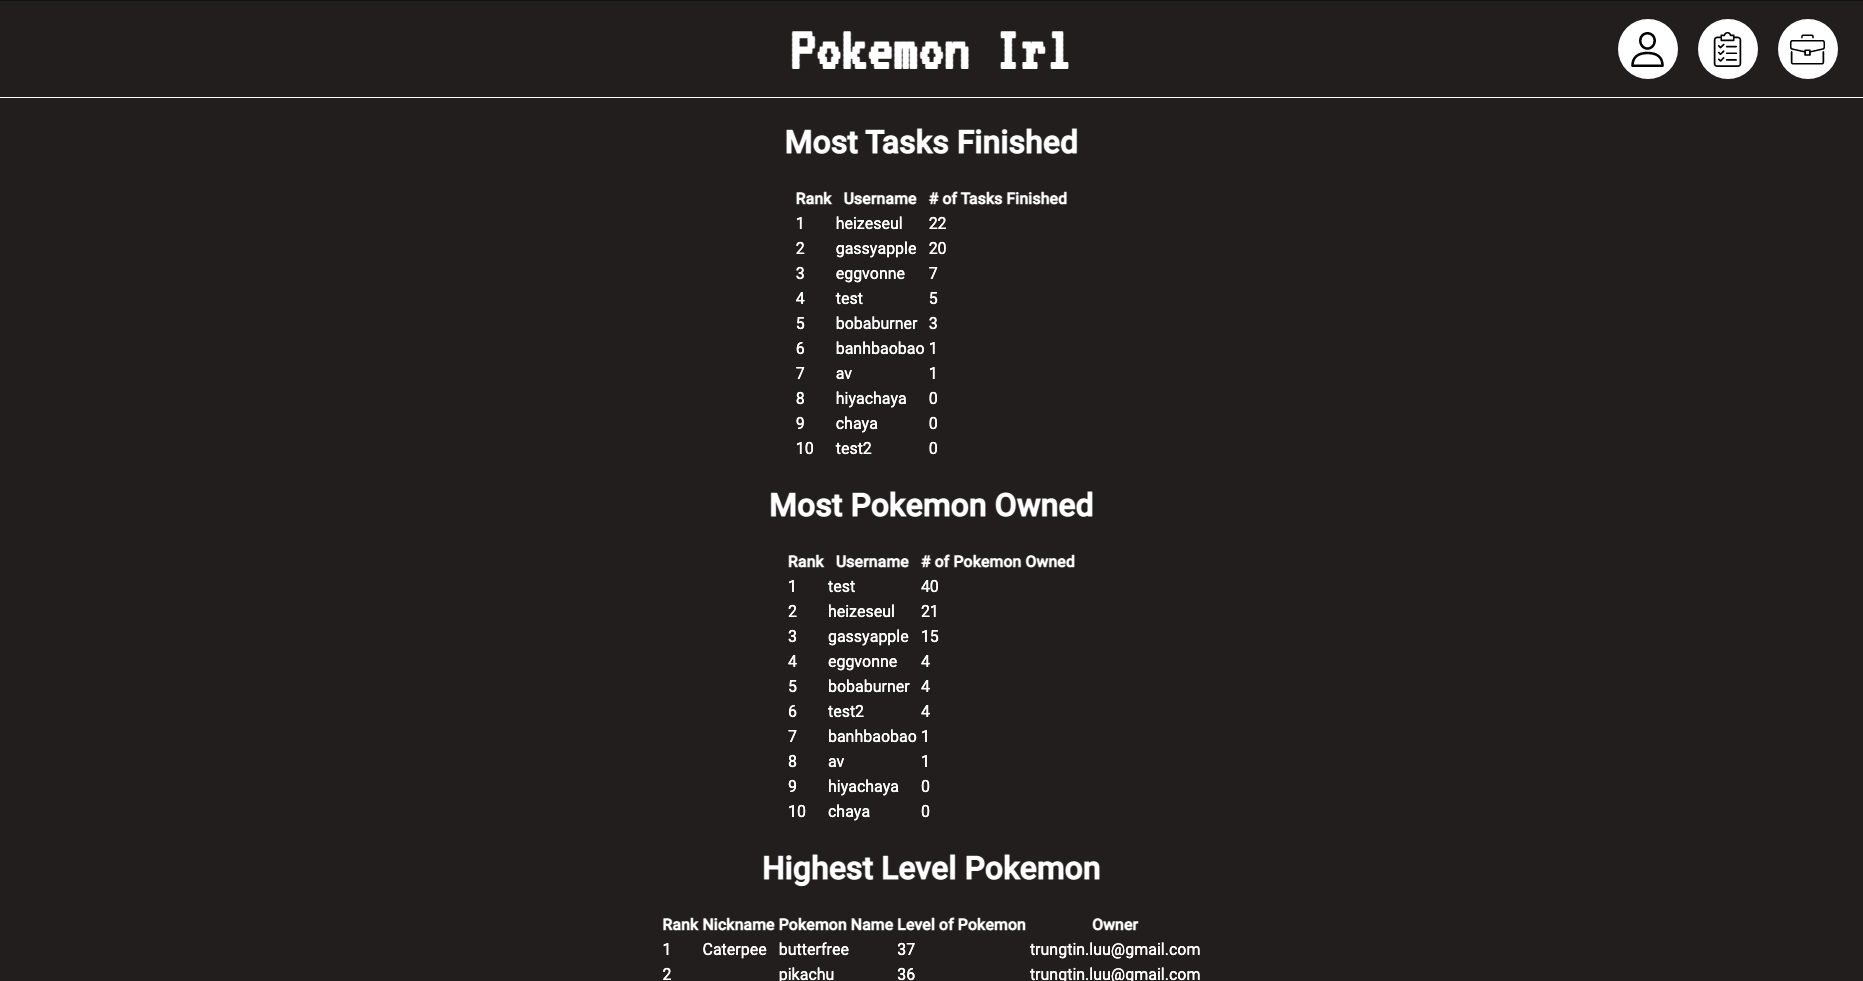 Pokemon Irl
Most Tasks Finished
Rank Username # of Tasks Finished
1 heizeseul 22
2 gassyapple 20
3 eggvonne 7
4 test 5
5 bobaburner 3
6 banhbaobao 1
7 av 1
8 hiyachaya 0
9 chaya 0
10 test2 0
Most Pokemon Owned
Rank Username # of Pokemon Owned
1 test 40
2 heizeseul 21
3 gassyapple 15
4 eggvonne 4
5 bobaburner 4
6 test2 4
7 banhbaobao 1
8 av 1
9 hiyachaya 0
10 chaya 0
Highest Level Pokemon
Rank Nickname Pokemon Name Level of Pokemon Owner
1 Caterpee butterfree 37 trungtin.luu@gmail.com
2 pikachu 36 trungtin.luu@gmail.com